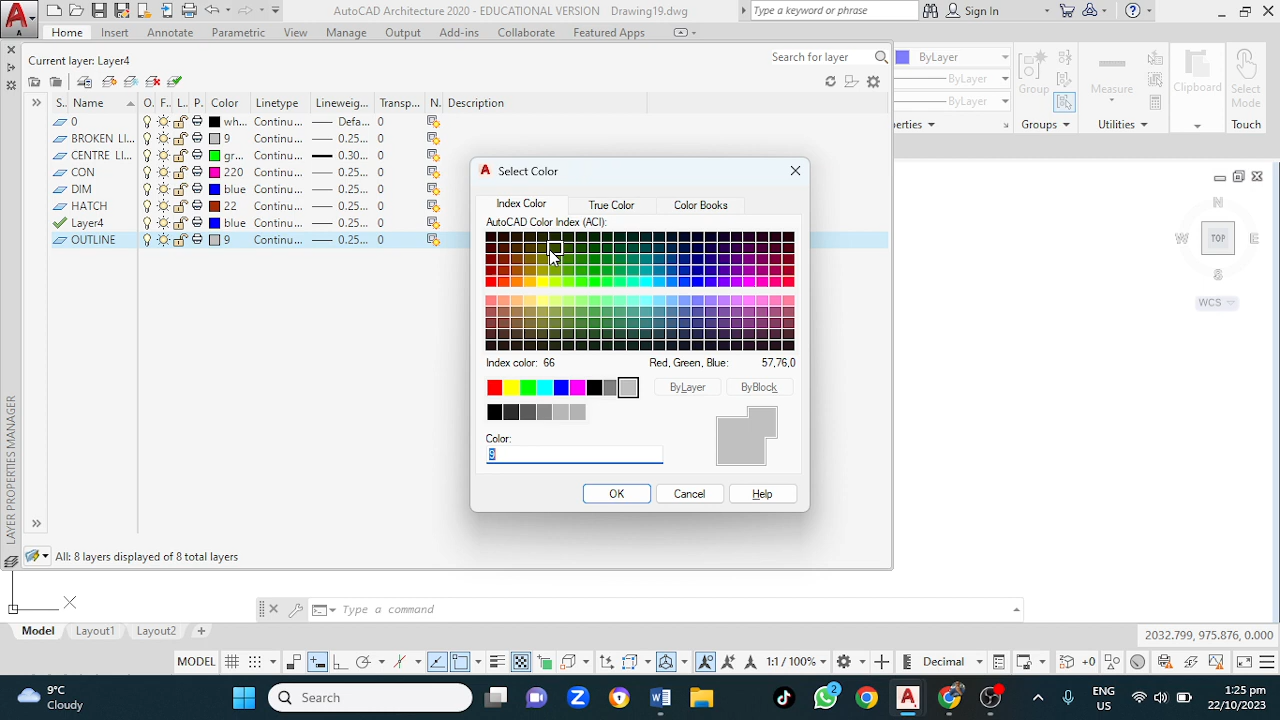 AutoCAD Architecture 2020 - EDUCATIONAL VERSION Drawing19.dwg
Type a keyword or phrase
Sign In
Home Insert Annotate Parametric View Manage Output Add-ins Collaborate Featured Apps
Current layer: Layer4
Search for layer
S.. Name O. F.. L.. P. Color Linetype Lineweig... Transp... N. Description
0 wh... Continu... Defa... 0
BROKEN LI... 9 Continu... 0.25... 0
CENTRE LI... gr... Continu... 0.30... 0
CON 220 Continu... 0.25... 0
DIM blue Continu... 0.25... 0
HATCH 22 Continu... 0.25... 0
Layer4 blue Continu... 0.25... 0
OUTLINE 9 Continu... 0.25... 0
All: 8 layers displayed of 8 total layers
LAYER PROPERTIES MANAGER
ByLayer
ByLayer
ByLayer
erties
Group
Groups
Measure
Utilities
Clipboard
Select
Mode
Touch
N
W TOP E
S
WCS
Select Color
Index Color True Color Color Books
AutoCAD Color Index (ACI):
Index color: 66 Red, Green, Blue: 57,76,0
ByLayer ByBlock
Color:
9
OK Cancel Help
Type a command
Model Layout1 Layout2 +
2032.799, 975.876, 0.000
MODEL 1:1 / 100% Decimal +0
9°C
Cloudy
Search
2
ENG
US
1:26 pm
22/10/2023